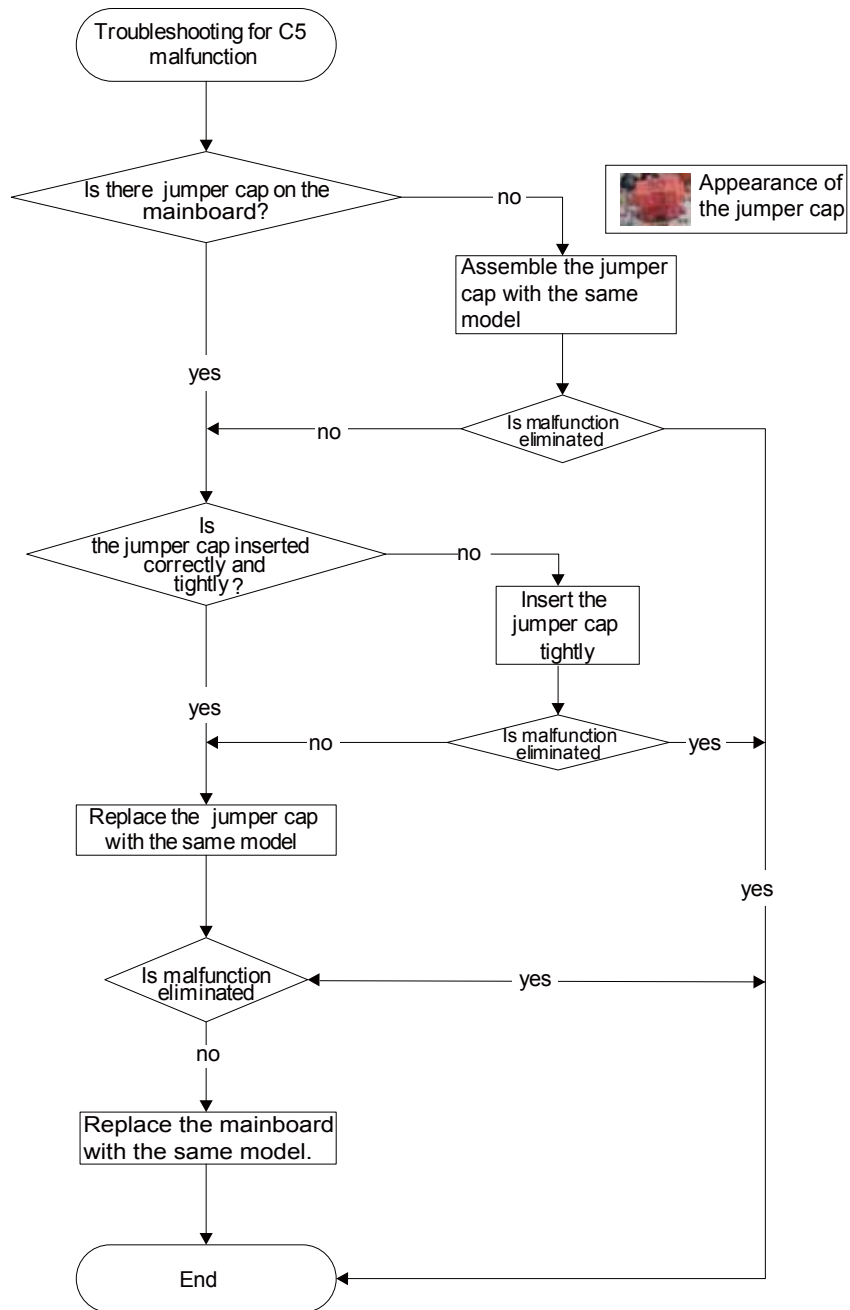 Troubleshooting for C5
malfunction
Is there jumper cap on the
mainboard?
no
Appearance of
the jumper cap
Assemble the jumper
cap with the same
model
yes
no
Is malfunction
eliminated
Is
the jumper cap inserted
correctly and
tightly?
no
Insert the
jumper cap
tightly
yes
no
Is malfunction
eliminated
yes
Replace the jumper cap
with the same model
yes
Is malfunction
eliminated
yes
no
Replace the mainboard
with the same model.
End